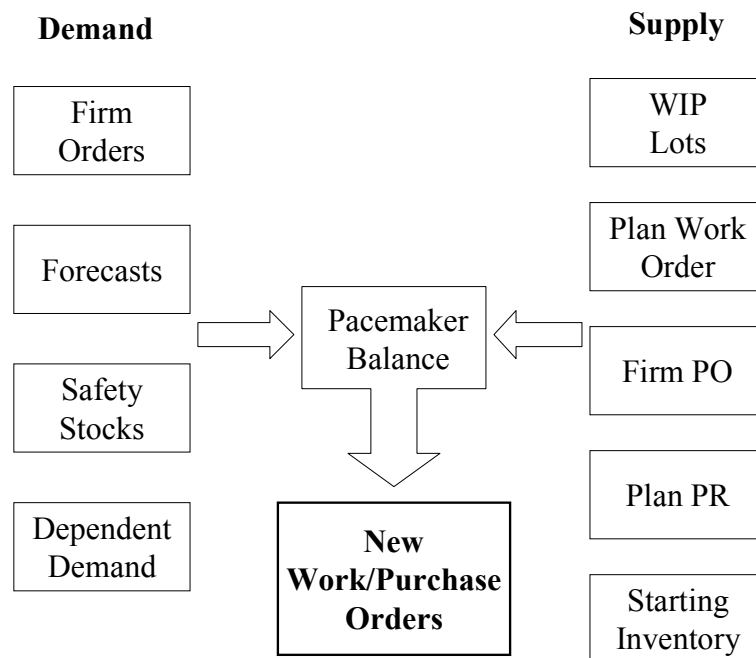 Demand
Firm
Orders
Forecasts
Safety
Stocks
Dependent
Demand
Pacemaker
Balance
New
Work/Purchase
Orders
Supply
WIP
Lots
Plan Work
Order
Firm PO
Plan PR
Starting
Inventory